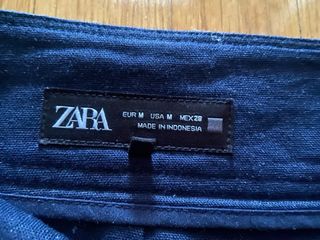 ZARA
EUR M USA M MEX 28
MADE IN INDONESIA